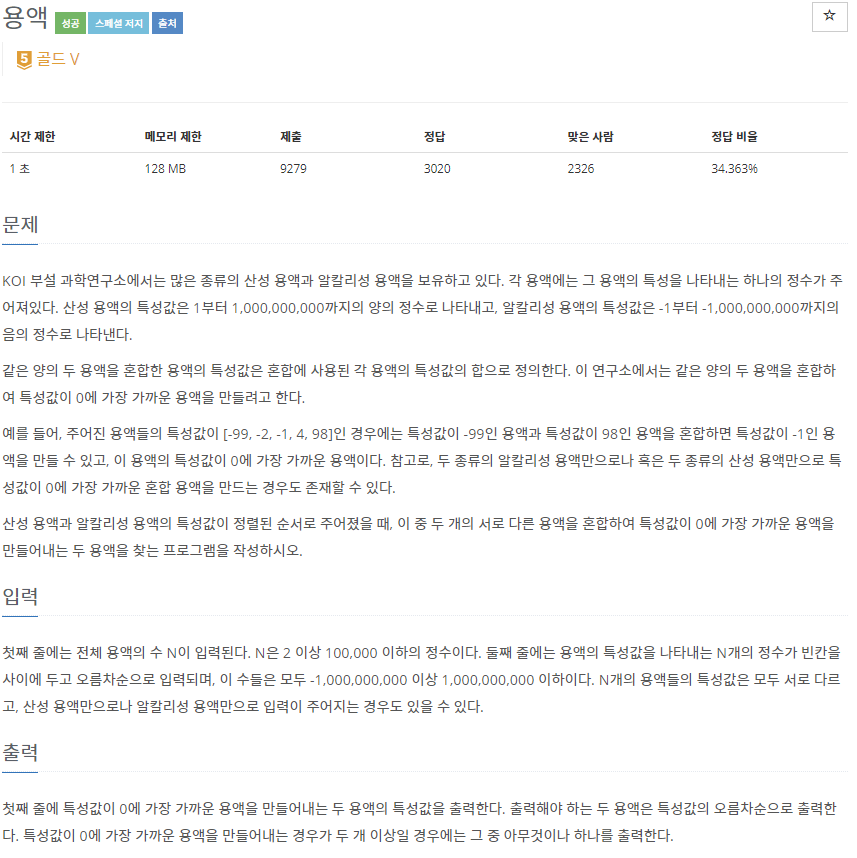 용액 성공 스페셜 저지 출처 ☆
5 골드 V
시간 제한 메모리 제한 제출 정답 맞은 사람 정답 비율
1 초 128 MB 9279 3020 2326 34.363%
문제
KOI 부설 과학연구소에서는 많은 종류의 산성 용액과 알칼리성 용액을 보유하고 있다. 각 용액에는 그 용액의 특성을 나타내는 하나의 정수가 주
어져있다. 산성 용액의 특성값은 1부터 1,000,000,000까지의 양의 정수로 나타내고, 알칼리성 용액의 특성값은 -1부터 -1,000,000,000까지의
음의 정수로 나타낸다.
같은 양의 두 용액을 혼합한 용액의 특성값은 혼합에 사용된 각 용액의 특성값의 합으로 정의한다. 이 연구소에서는 같은 양의 두 용액을 혼합하
여 특성값이 0에 가장 가까운 용액을 만들려고 한다.
예를 들어, 주어진 용액들의 특성값이 [-99, -2, -1, 4, 98]인 경우에는 특성값이 -99인 용액과 특성값이 98인 용액을 혼합하면 특성값이 -1인 용
액을 만들 수 있고, 이 용액의 특성값이 0에 가장 가까운 용액이다. 참고로, 두 종류의 알칼리성 용액만으로나 혹은 두 종류의 산성 용액만으로 특
성값이 0에 가장 가까운 혼합 용액을 만드는 경우도 존재할 수 있다.
산성 용액과 알칼리성 용액의 특성값이 정렬된 순서로 주어졌을 때, 이 중 두 개의 서로 다른 용액을 혼합하여 특성값이 0에 가장 가까운 용액을
만들어내는 두 용액을 찾는 프로그램을 작성하시오.
입력
첫째 줄에는 전체 용액의 수 N이 입력된다. N은 2 이상 100,000 이하의 정수이다. 둘째 줄에는 용액의 특성값을 나타내는 N개의 정수가 빈칸을
사이에 두고 오름차순으로 입력되며, 이 수들은 모두 -1,000,000,000 이상 1,000,000,000 이하이다. N개의 용액들의 특성값은 모두 서로 다르
고, 산성 용액만으로나 알칼리성 용액만으로 입력이 주어지는 경우도 있을 수 있다.
출력
첫째 줄에 특성값이 0에 가장 가까운 용액을 만들어내는 두 용액의 특성값을 출력한다. 출력해야 하는 두 용액은 특성값의 오름차순으로 출력한
다. 특성값이 0에 가장 가까운 용액을 만들어내는 경우가 두 개 이상일 경우에는 그 중 아무것이나 하나를 출력한다.